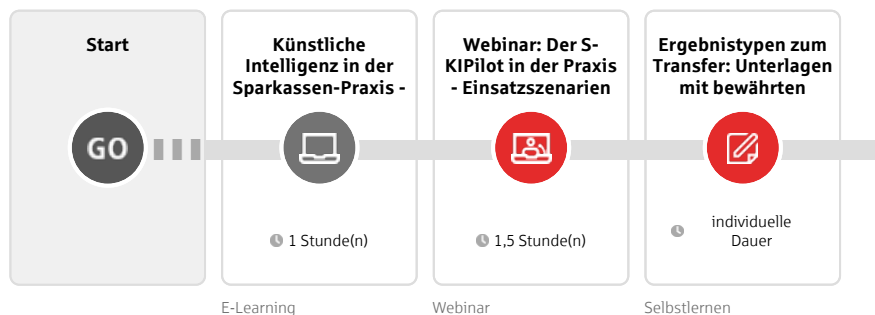 Start
GO
Künstliche
Intelligenz in der
Sparkassen-Praxis -
1 Stunde(n)
E-Learning
Webinar: Der S-
KIPilot in der Praxis
- Einsatzszenarien
1,5 Stunde(n)
Webinar
Ergebnistypen zum
Transfer: Unterlagen
mit bewährten
individuelle
Dauer
Selbstlernen